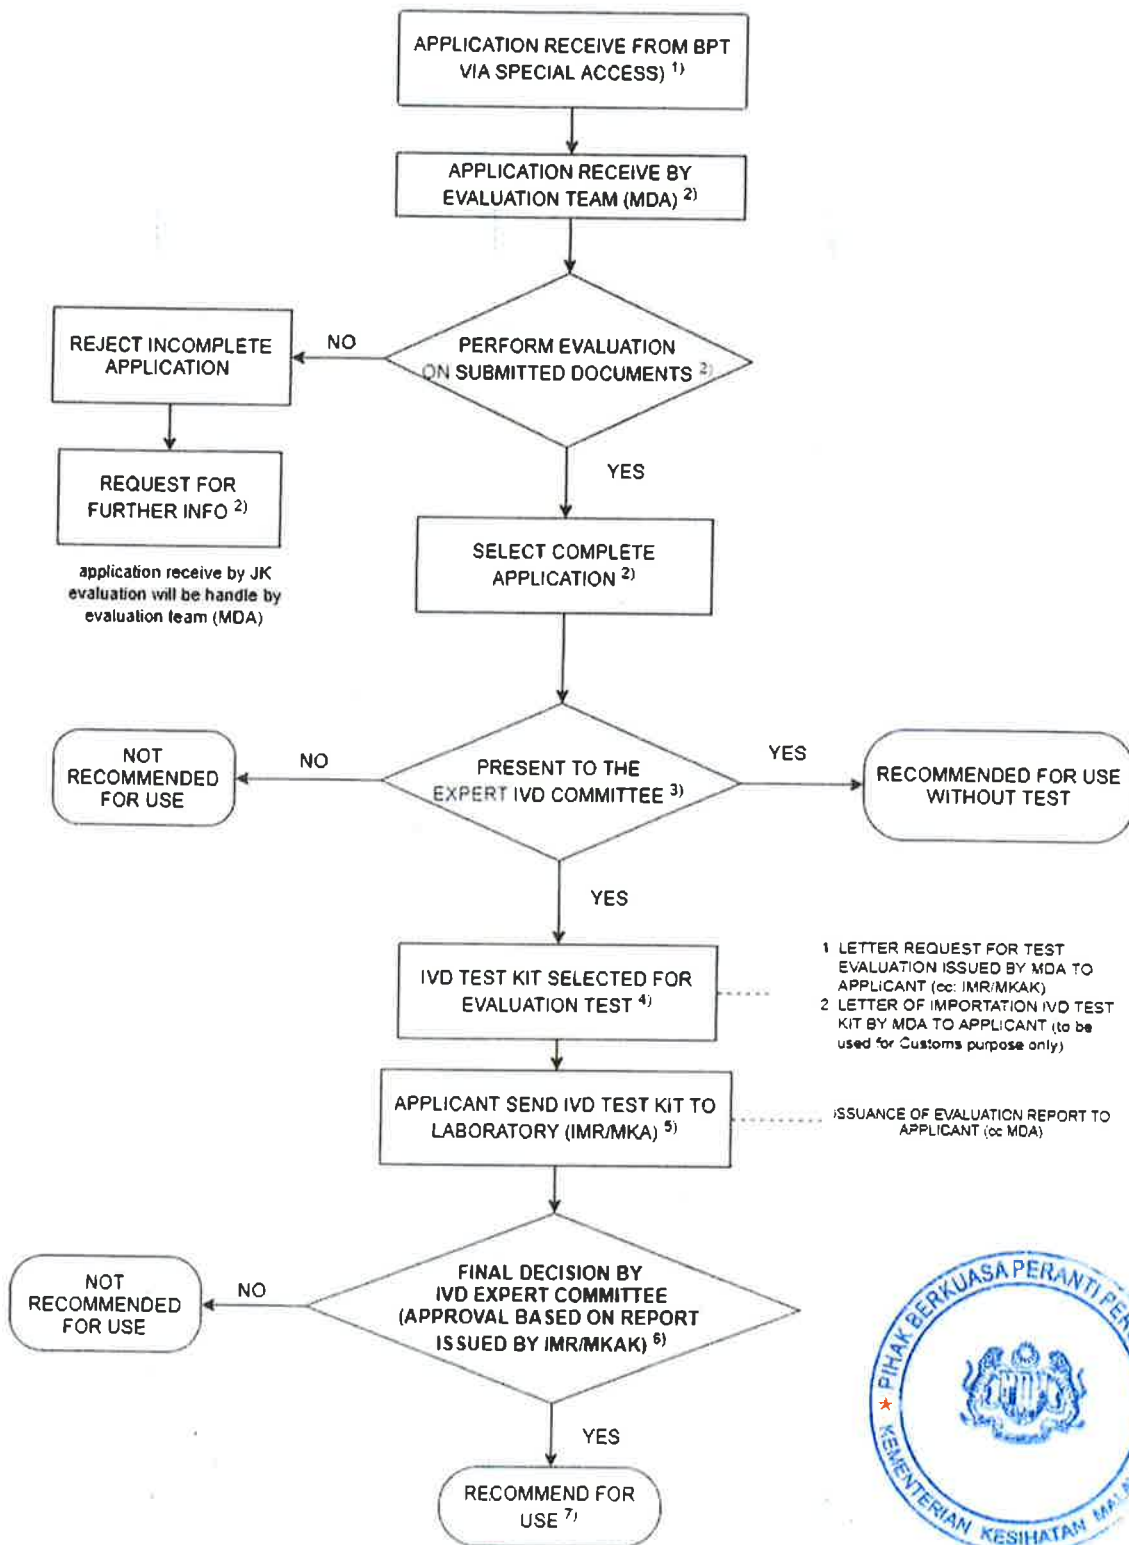 APPLICATION RECEIVE FROM BPT
VIA SPECIAL ACCESS) 1)
APPLICATION RECEIVE BY
EVALUATION TEAM (MDA) 2)
PERFORM EVALUATION
ON SUBMITTED DOCUMENTS 2)
NO
REJECT INCOMPLETE
APPLICATION
REQUEST FOR
FURTHER INFO 2)
application receive by JK
evaluation will be handle by
evaluation team (MDA)
YES
SELECT COMPLETE
APPLICATION 2)
PRESENT TO THE
EXPERT IVD COMMITTEE 3)
NO
NOT
RECOMMENDED
FOR USE
YES
RECOMMENDED FOR USE
WITHOUT TEST
YES
IVD TEST KIT SELECTED FOR
EVALUATION TEST 4)
1 LETTER REQUEST FOR TEST
EVALUATION ISSUED BY MDA TO
APPLICANT (cc: IMR/MKAK)
2 LETTER OF IMPORTATION IVD TEST
KIT BY MDA TO APPLICANT (to be
used for Customs purpose only)
APPLICANT SEND IVD TEST KIT TO
LABORATORY (IMR/MKA) 5)
ISSUANCE OF EVALUATION REPORT TO
APPLICANT (cc MDA)
FINAL DECISION BY
IVD EXPERT COMMITTEE
(APPROVAL BASED ON REPORT
ISSUED BY IMR/MKAK) 6)
NO
NOT
RECOMMENDED
FOR USE
YES
RECOMMEND FOR
USE 7)
PIHAK BERKUASA PERANTI
KEMENTERIAN KESIHATAN